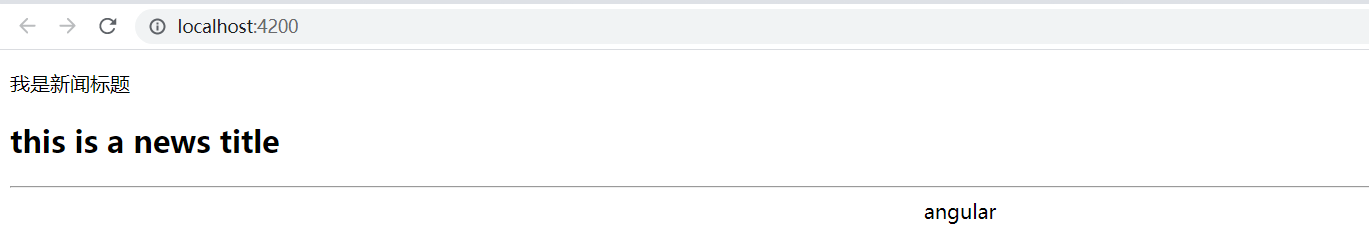 localhost:4200
我是新闻标题
this is a news title
angular